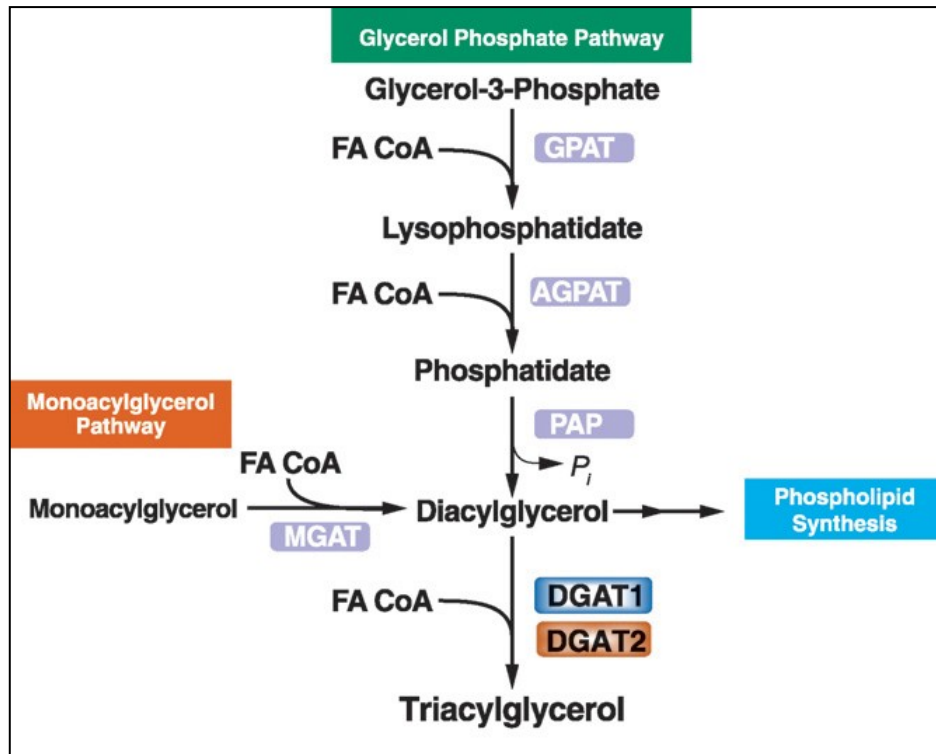 Glycerol Phosphate Pathway
Glycerol-3-Phosphate
FA CoA
GPAT
Lysophosphatidate
FA CoA
AGPAT
Phosphatidate
Monoacylglycerol
Pathway
PAP
FA CoA
Pi
Monoacylglycerol
Diacylglycerol
Phospholipid
Synthesis
MGAT
FA CoA
DGAT1
DGAT2
Triacylglycerol